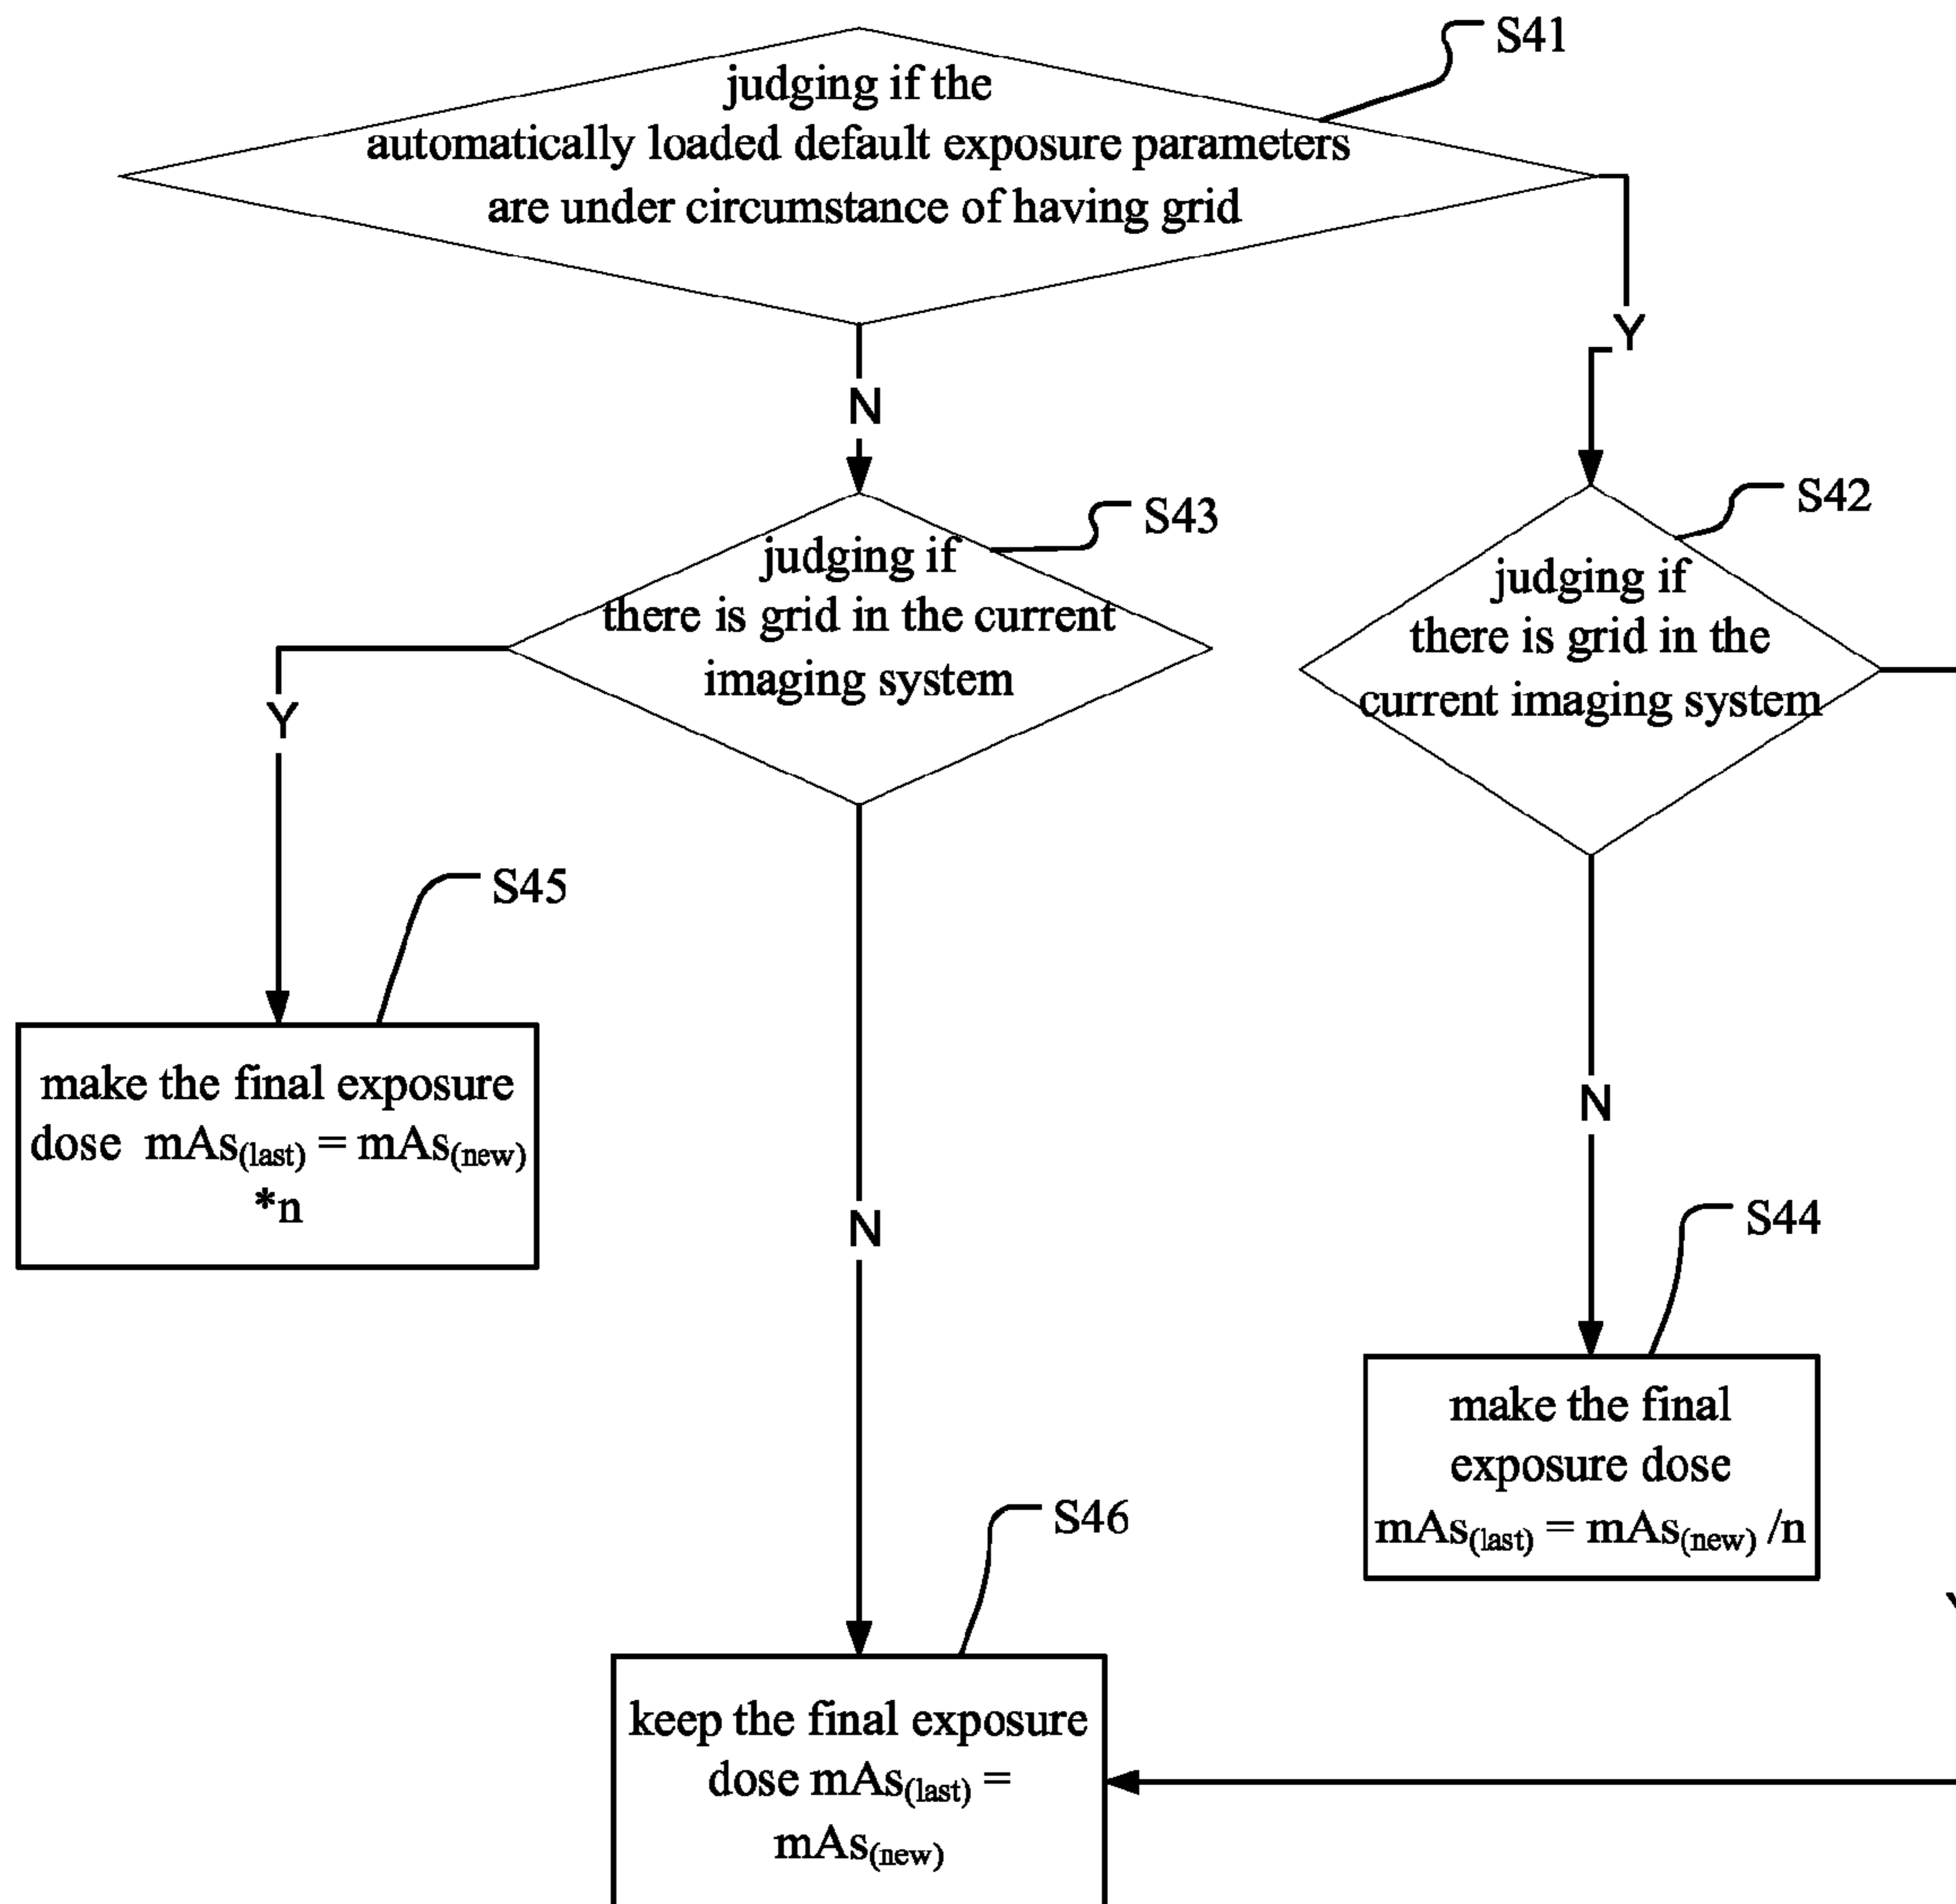 S41
judging if the
automatically loaded default exposure parameters
are under circumstance of having grid
Y
N
S43
judging if
there is grid in the current
imaging system
S42
judging if
there is grid in the
current imaging system
Y
S45
make the final exposure
dose mAs(last) = mAs(new)
*n
N
N
S44
make the final
exposure dose
mAs(last) = mAs(new) /n
S46
keep the final exposure
dose mAs(last) =
mAs(new)